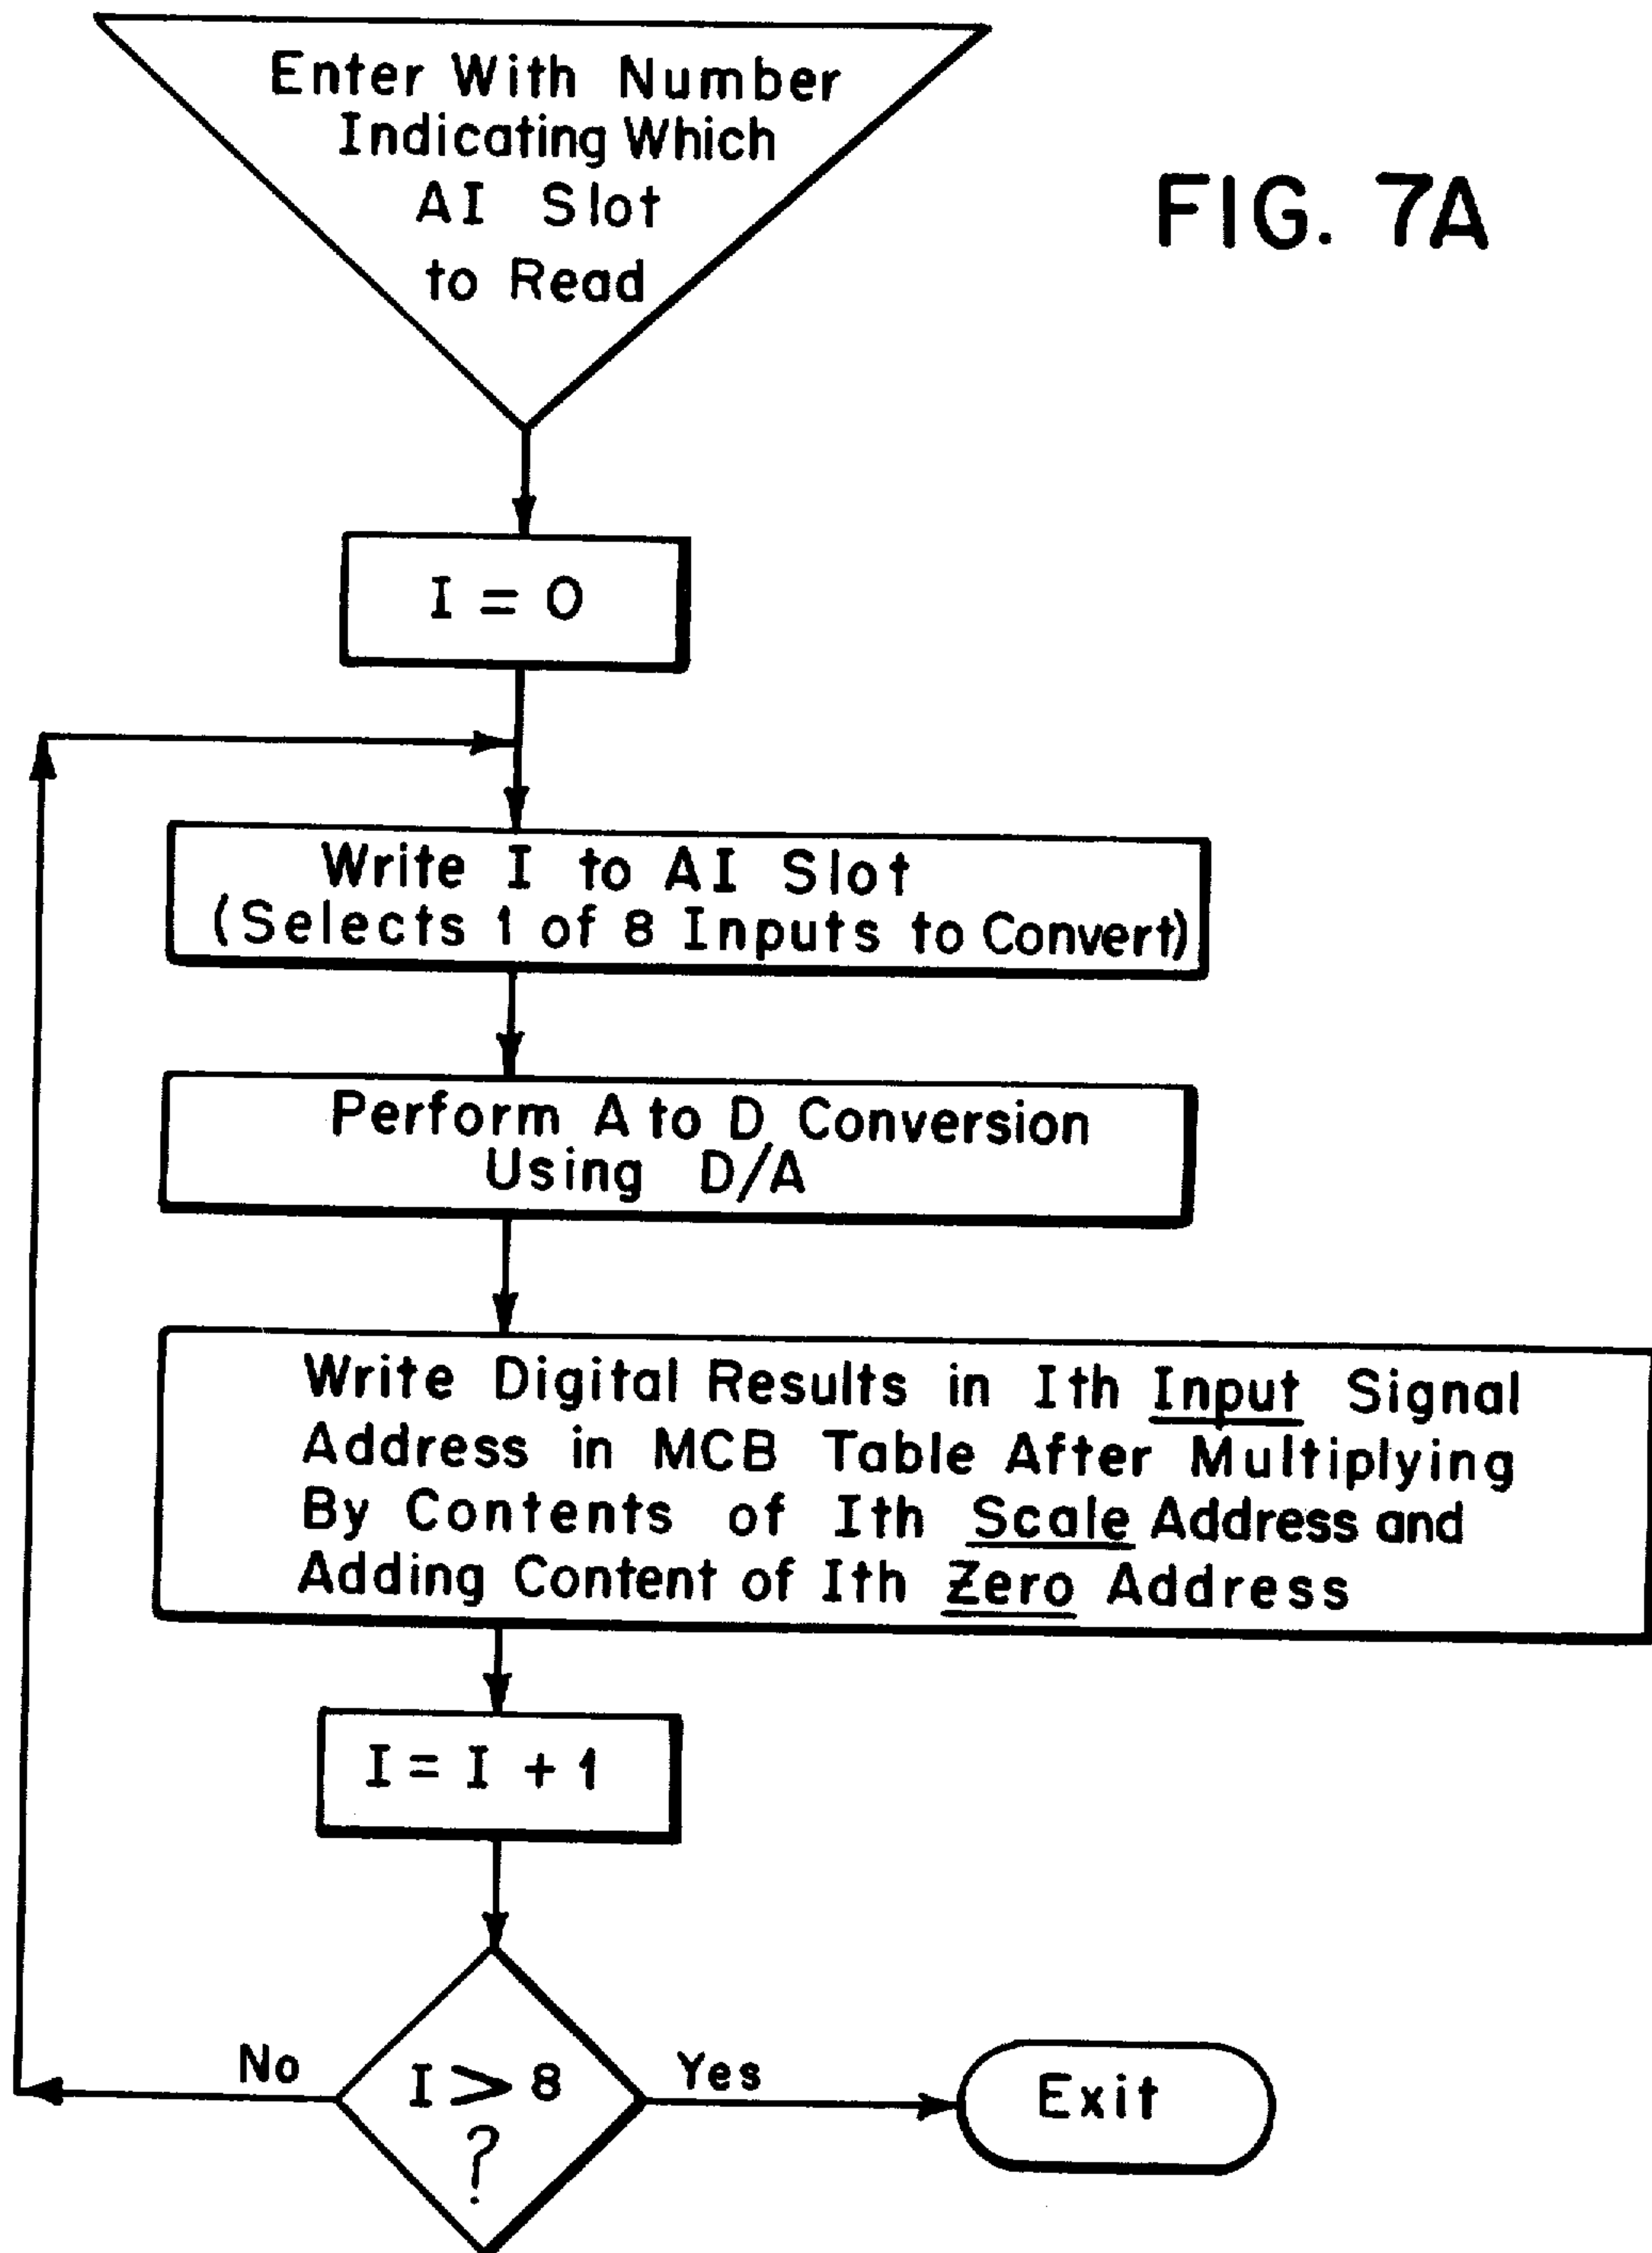 Enter With Number
Indicating Which
AI Slot
to Read
FIG. 7A
I = 0
Write I to AI Slot
(Selects 1 of 8 Inputs to Convert)
Perform A to D Conversion
Using D/A
Write Digital Results in Ith Input Signal
Address in MCB Table After Multiplying
By Contents of Ith Scale Address and
Adding Content of Ith Zero Address
I = I + 1
I > 8
?
No
Yes
Exit